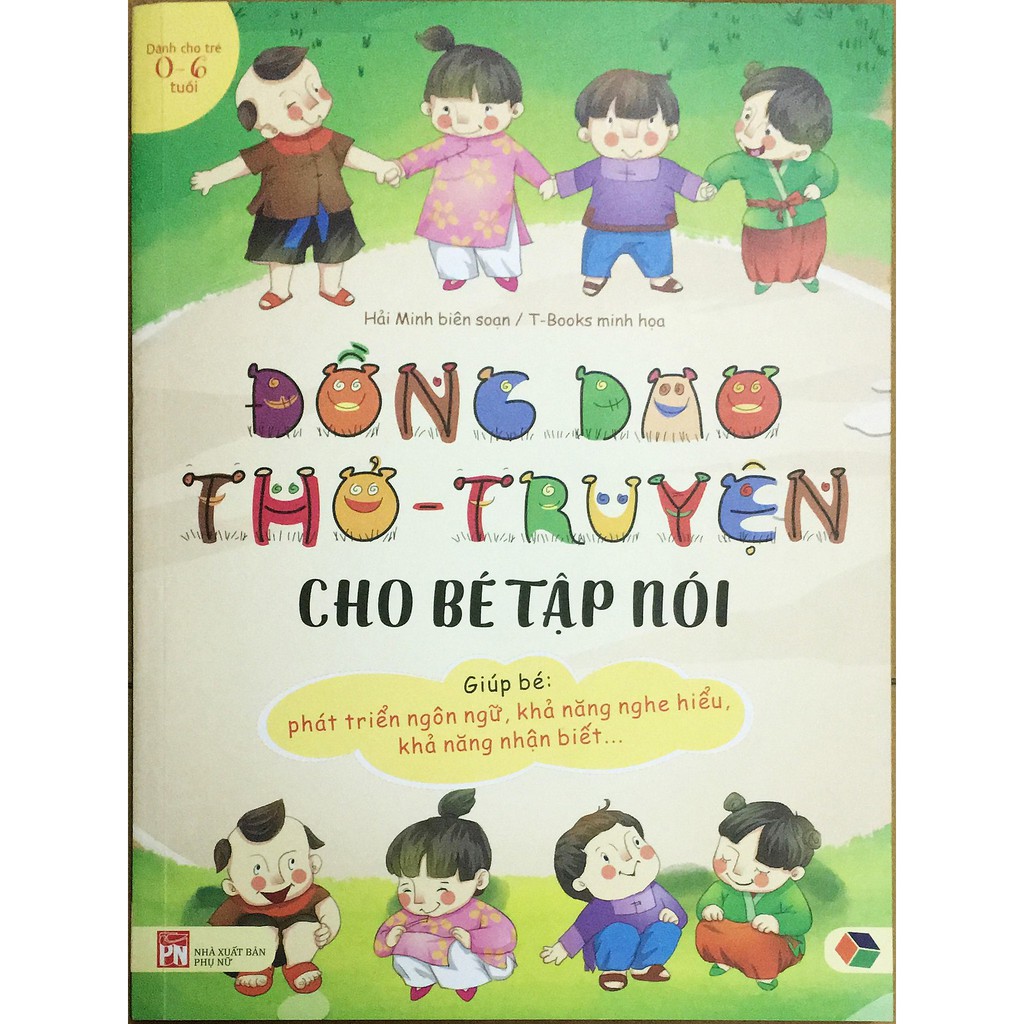 Dành cho trẻ
0-6
tuổi
Hải Minh biên soạn / T-Books minh họa
ĐỒNG DAO
THƠ-TRUYỆN
CHO BÉ TẬP NÓI
Giúp bé:
phát triển ngôn ngữ, khả năng nghe hiểu,
khả năng nhận biết...
PN
NHÀ XUẤT BẢN
PHỤ NỮ